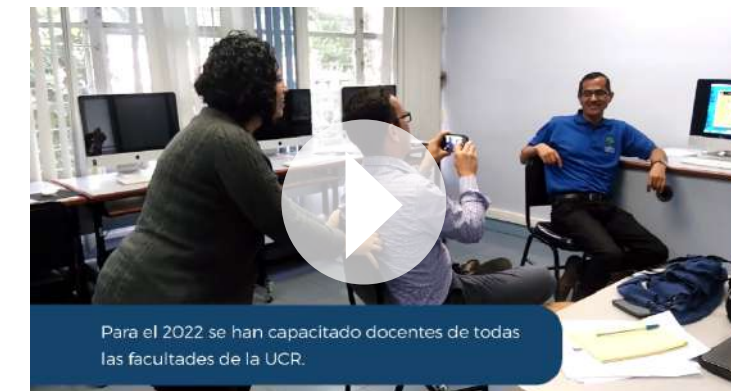 Para el 2022 se han capacitado docentes de todas
las facultades de la UCR.